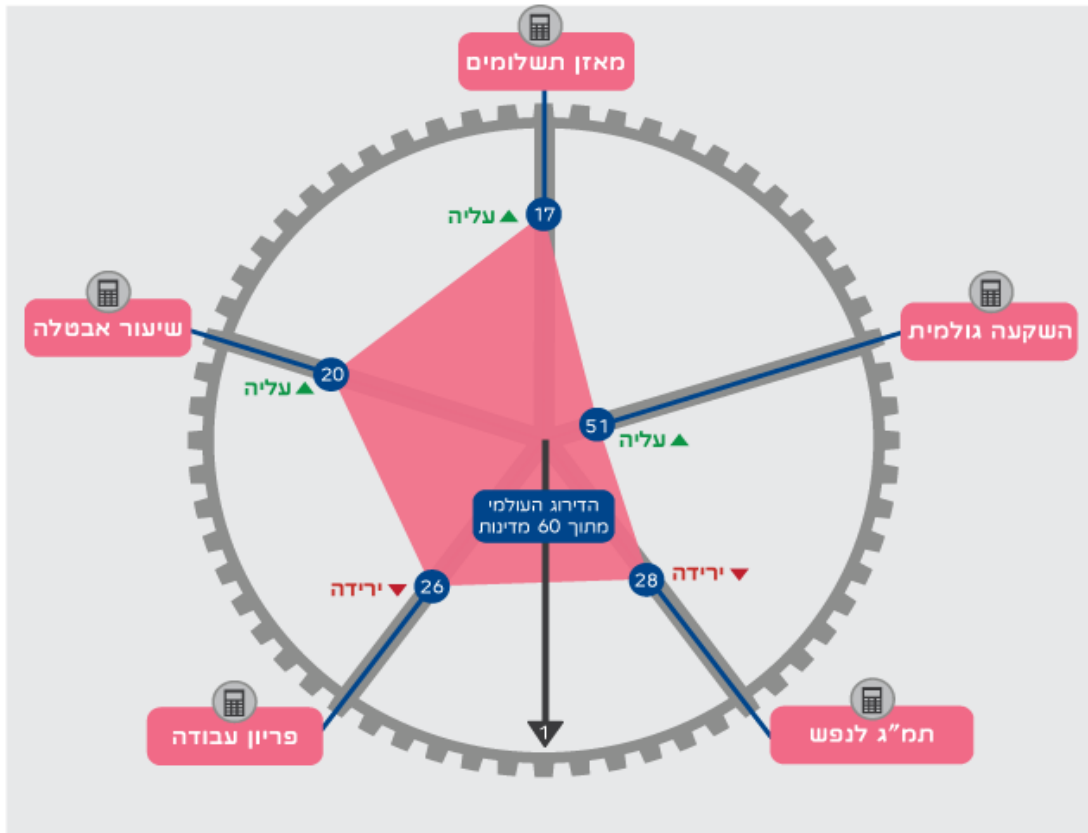 מאזן תשלומים
17
עליה
השקעה גולמית
51
עליה
תמ"ג לנפש
28
ירידה
פריון עבודה
26
ירידה
שיעור אבטלה
20
עליה
הדירוג העולמי
מתוך 60 מדינות
1